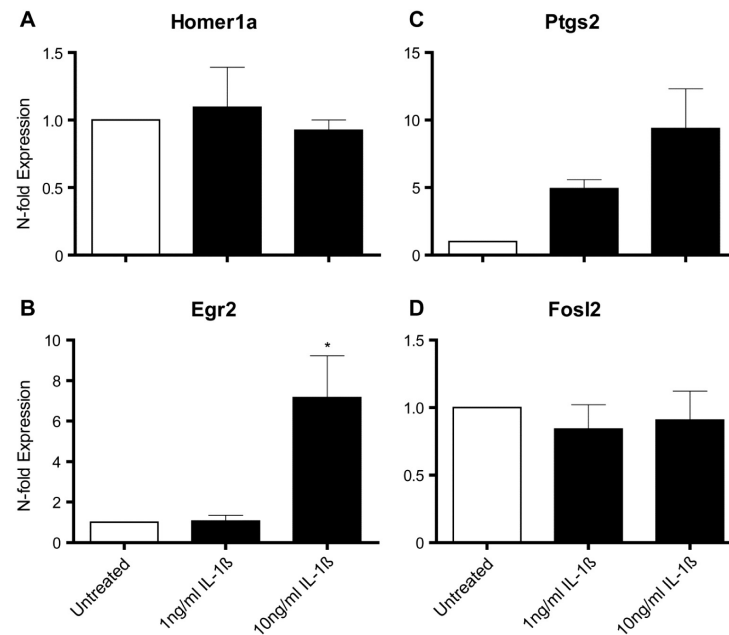 A
Homer1a
N-fold Expression
1.5
1.0
0.5
0
C
Ptgs2
15
10
5
0
B
Egr2
N-fold Expression
10
8
6
4
2
0
*
Untreated
1ng/ml IL-1ß
10ng/ml IL-1ß
D
Fosl2
1.5
1.0
0.5
0
Untreated
1ng/ml IL-1ß
10ng/ml IL-1ß